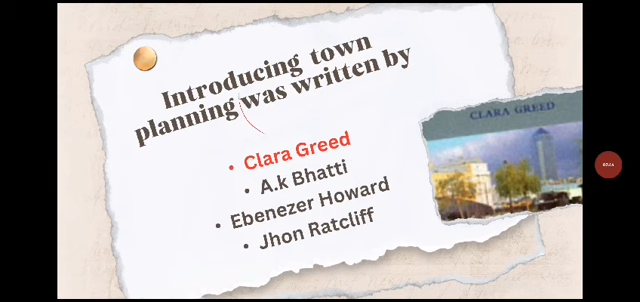 Introducing town
planning was written by
• Clara Greed
• A.k Bhatti
• Ebenezer Howard
• Jhon Ratcliff
CLARA GREED